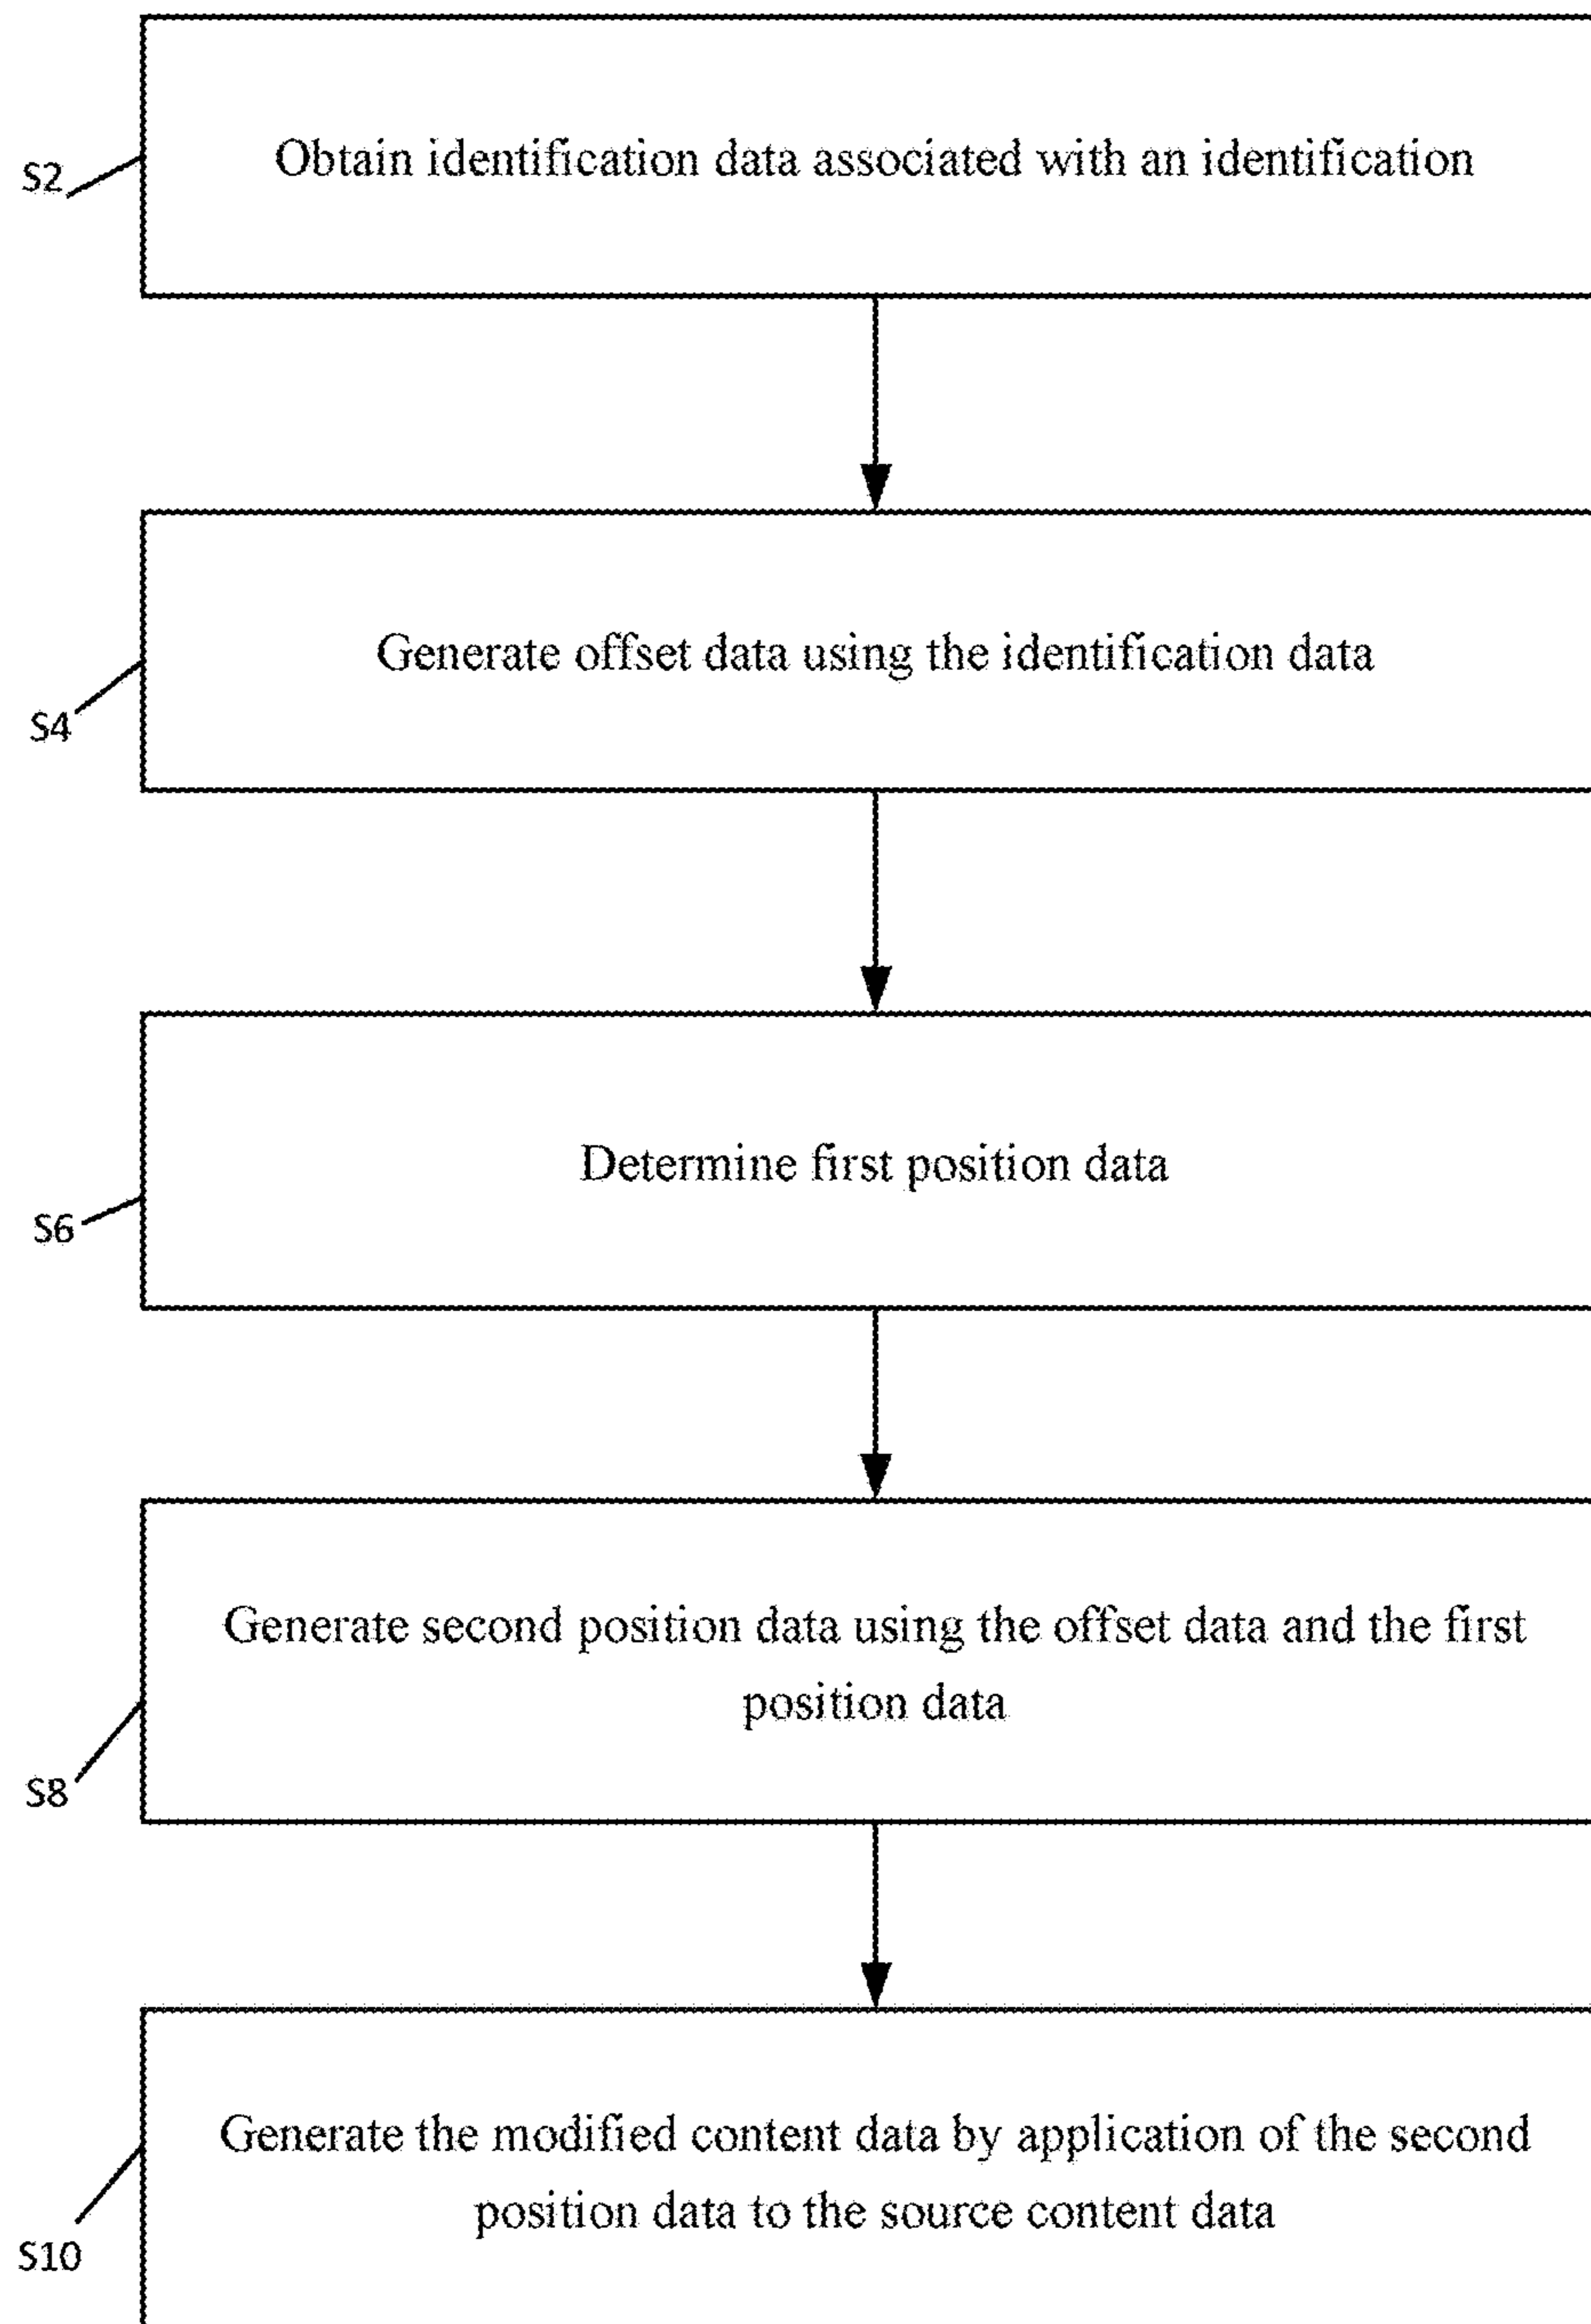 Obtain identification data associated with an identification
S2
Generate offset data using the identification data
S4
Determine first position data
S6
Generate second position data using the offset data and the first
position data
S8
Generate the modified content data by application of the second
position data to the source content data
S10